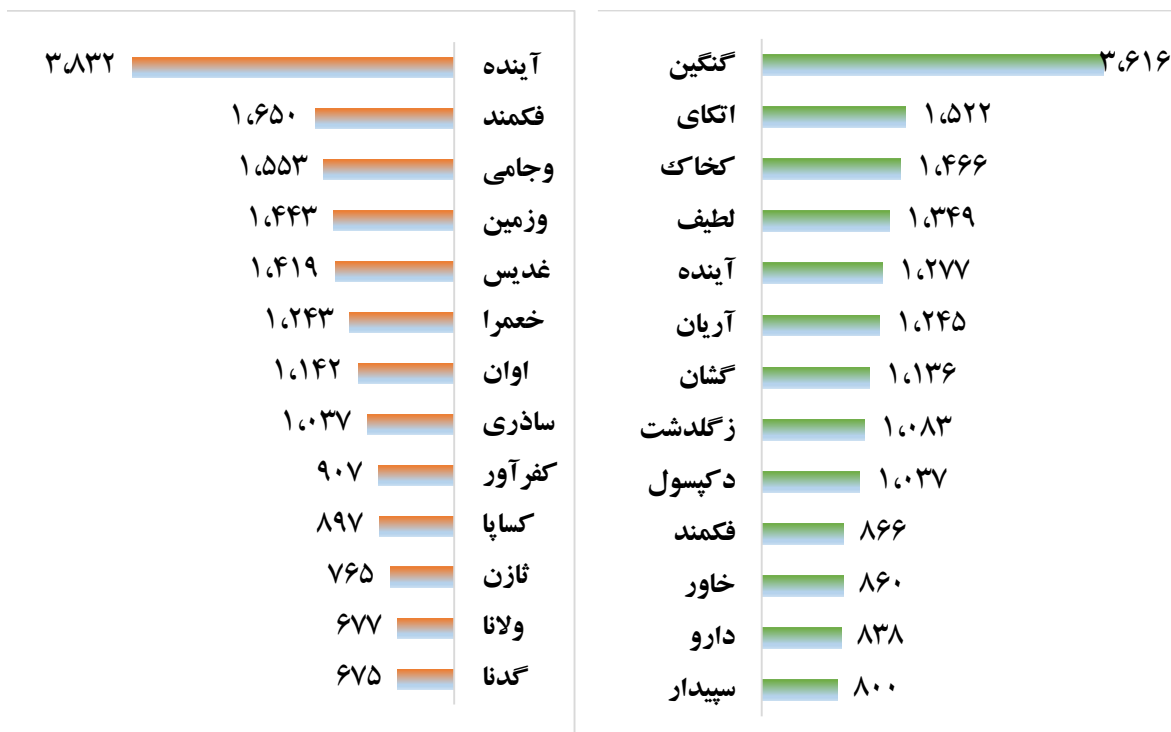 گنگین ۳،۶۱۶
اتکای ۱،۵۲۲
کخاک ۱،۴۶۶
لطیف ۱،۳۴۹
آینده ۱،۲۷۷
آریان ۱،۲۴۵
گشان ۱،۱۳۶
زگلدشت ۱،۰۸۳
دکپسول ۱،۰۳۷
فکمند ۸۶۶
خاور ۸۶۰
دارو ۸۳۸
سپیدار ۸۰۰
آینده ۳،۸۳۲
فکمند ۱،۶۵۰
وجامی ۱،۵۵۳
وزمین ۱،۴۴۳
غدیس ۱،۴۱۹
خعمرا ۱،۲۴۳
اوان ۱،۱۴۲
ساذری ۱،۰۳۷
کفرآور ۹۰۷
کساپا ۸۹۷
ثازن ۷۶۵
ولانا ۶۷۷
گدنا ۶۷۵